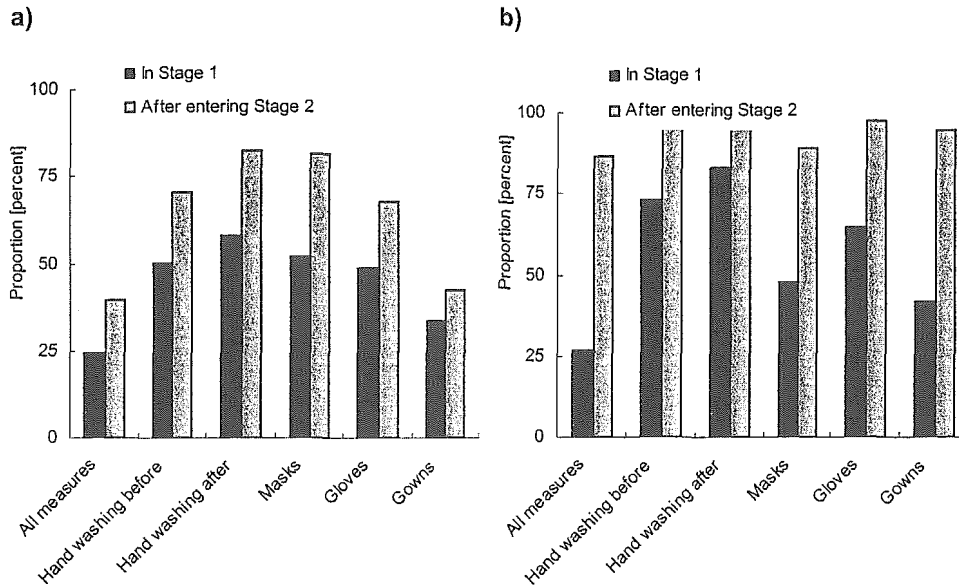 a)
In Stage 1
After entering Stage 2
100
75
50
25
0
Proportion [percent]
All measures
Hand washing before
Hand washing after
Masks
Gloves
Gowns
b)
In Stage 1
After entering Stage 2
100
75
50
25
0
Proportion [percent]
All measures
Hand washing before
Hand washing after
Masks
Gloves
Gowns